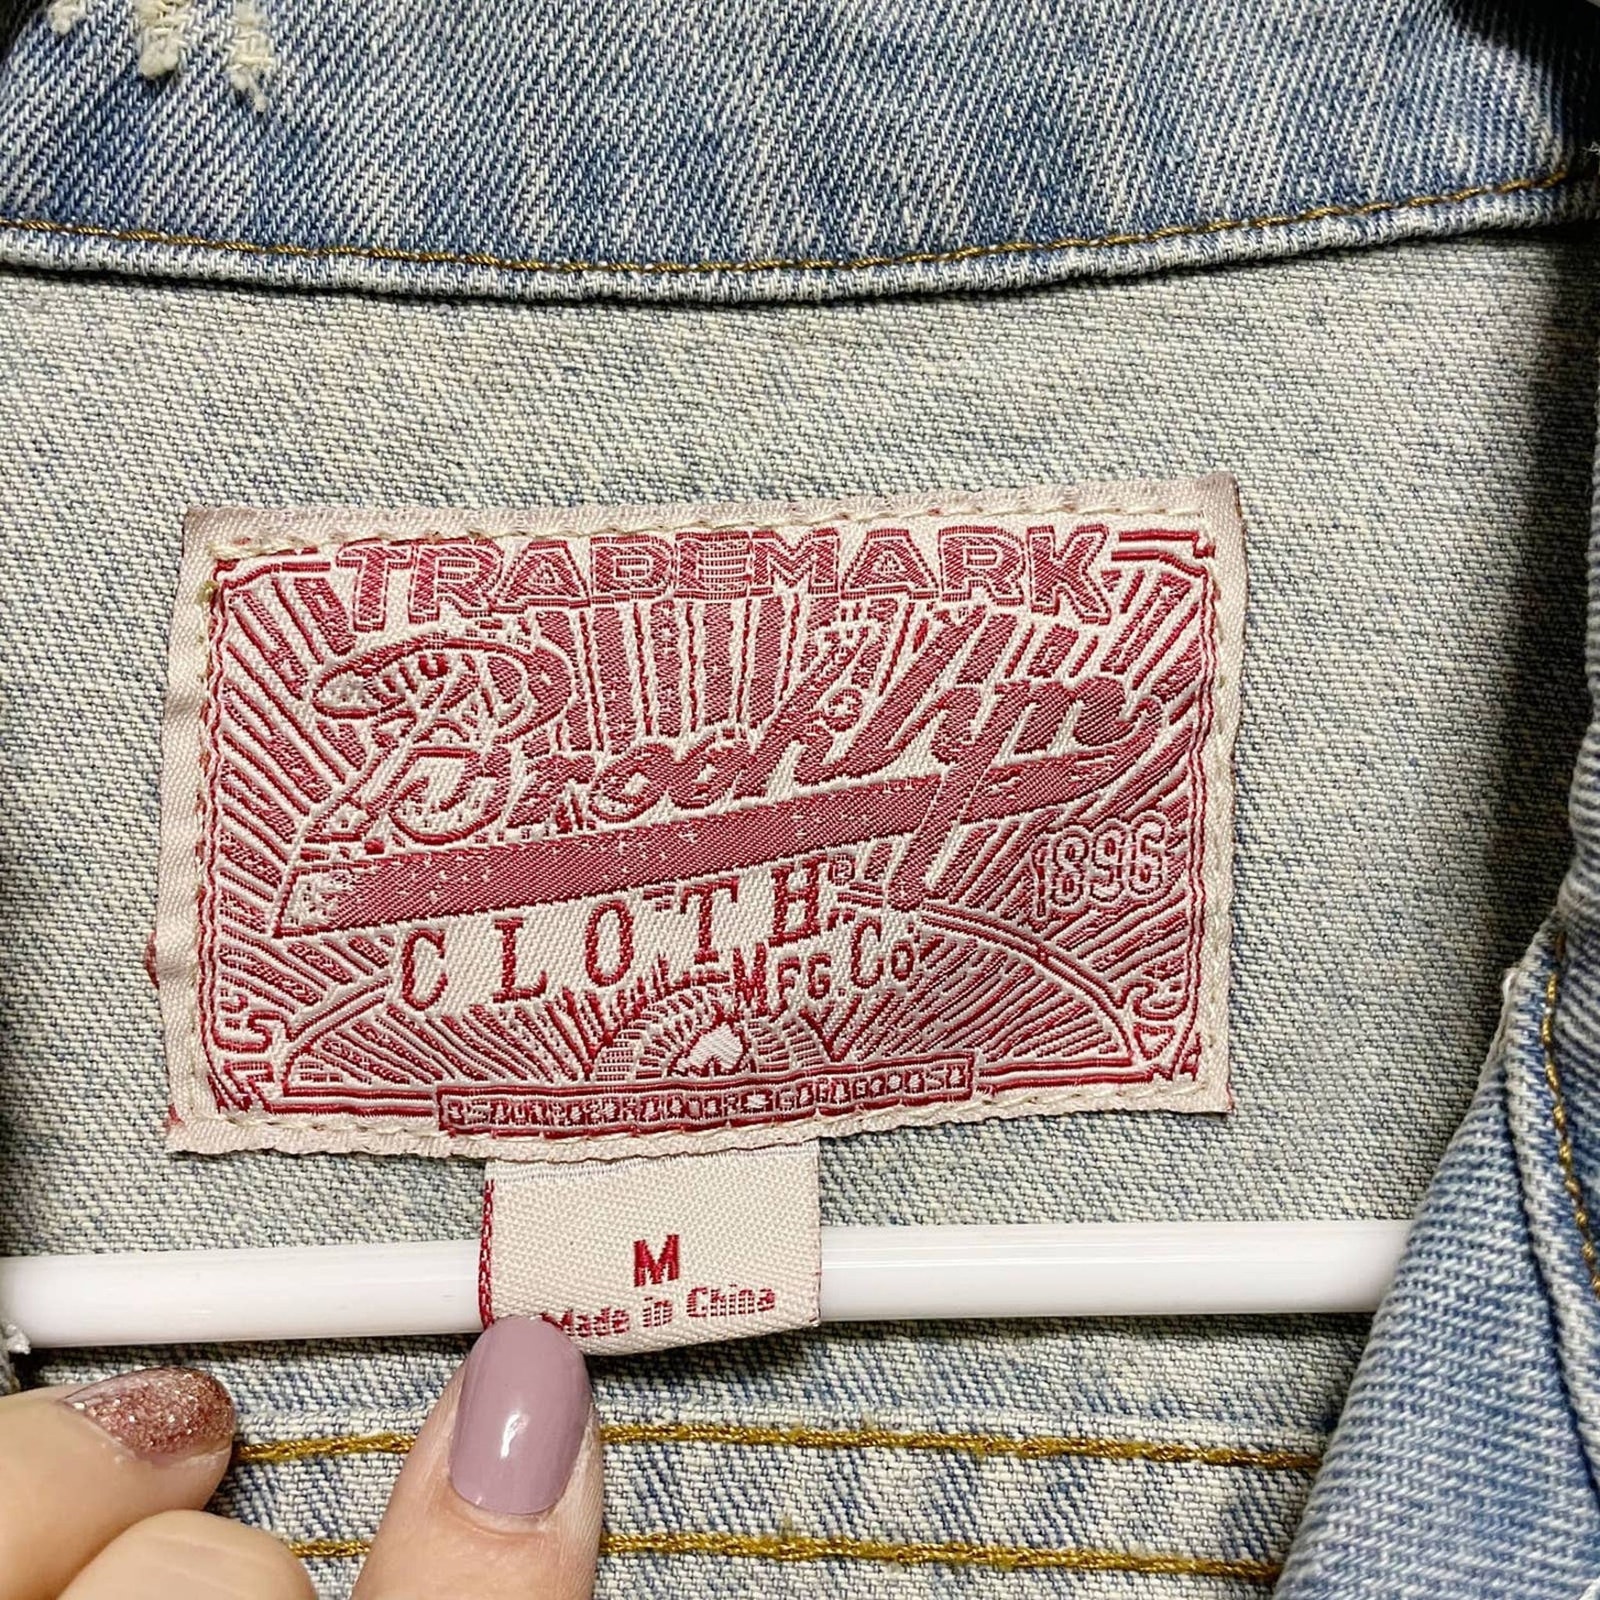 TRADEMARK
Brooklyn
1896
CLOTH
MFG. Co
M
Made in China